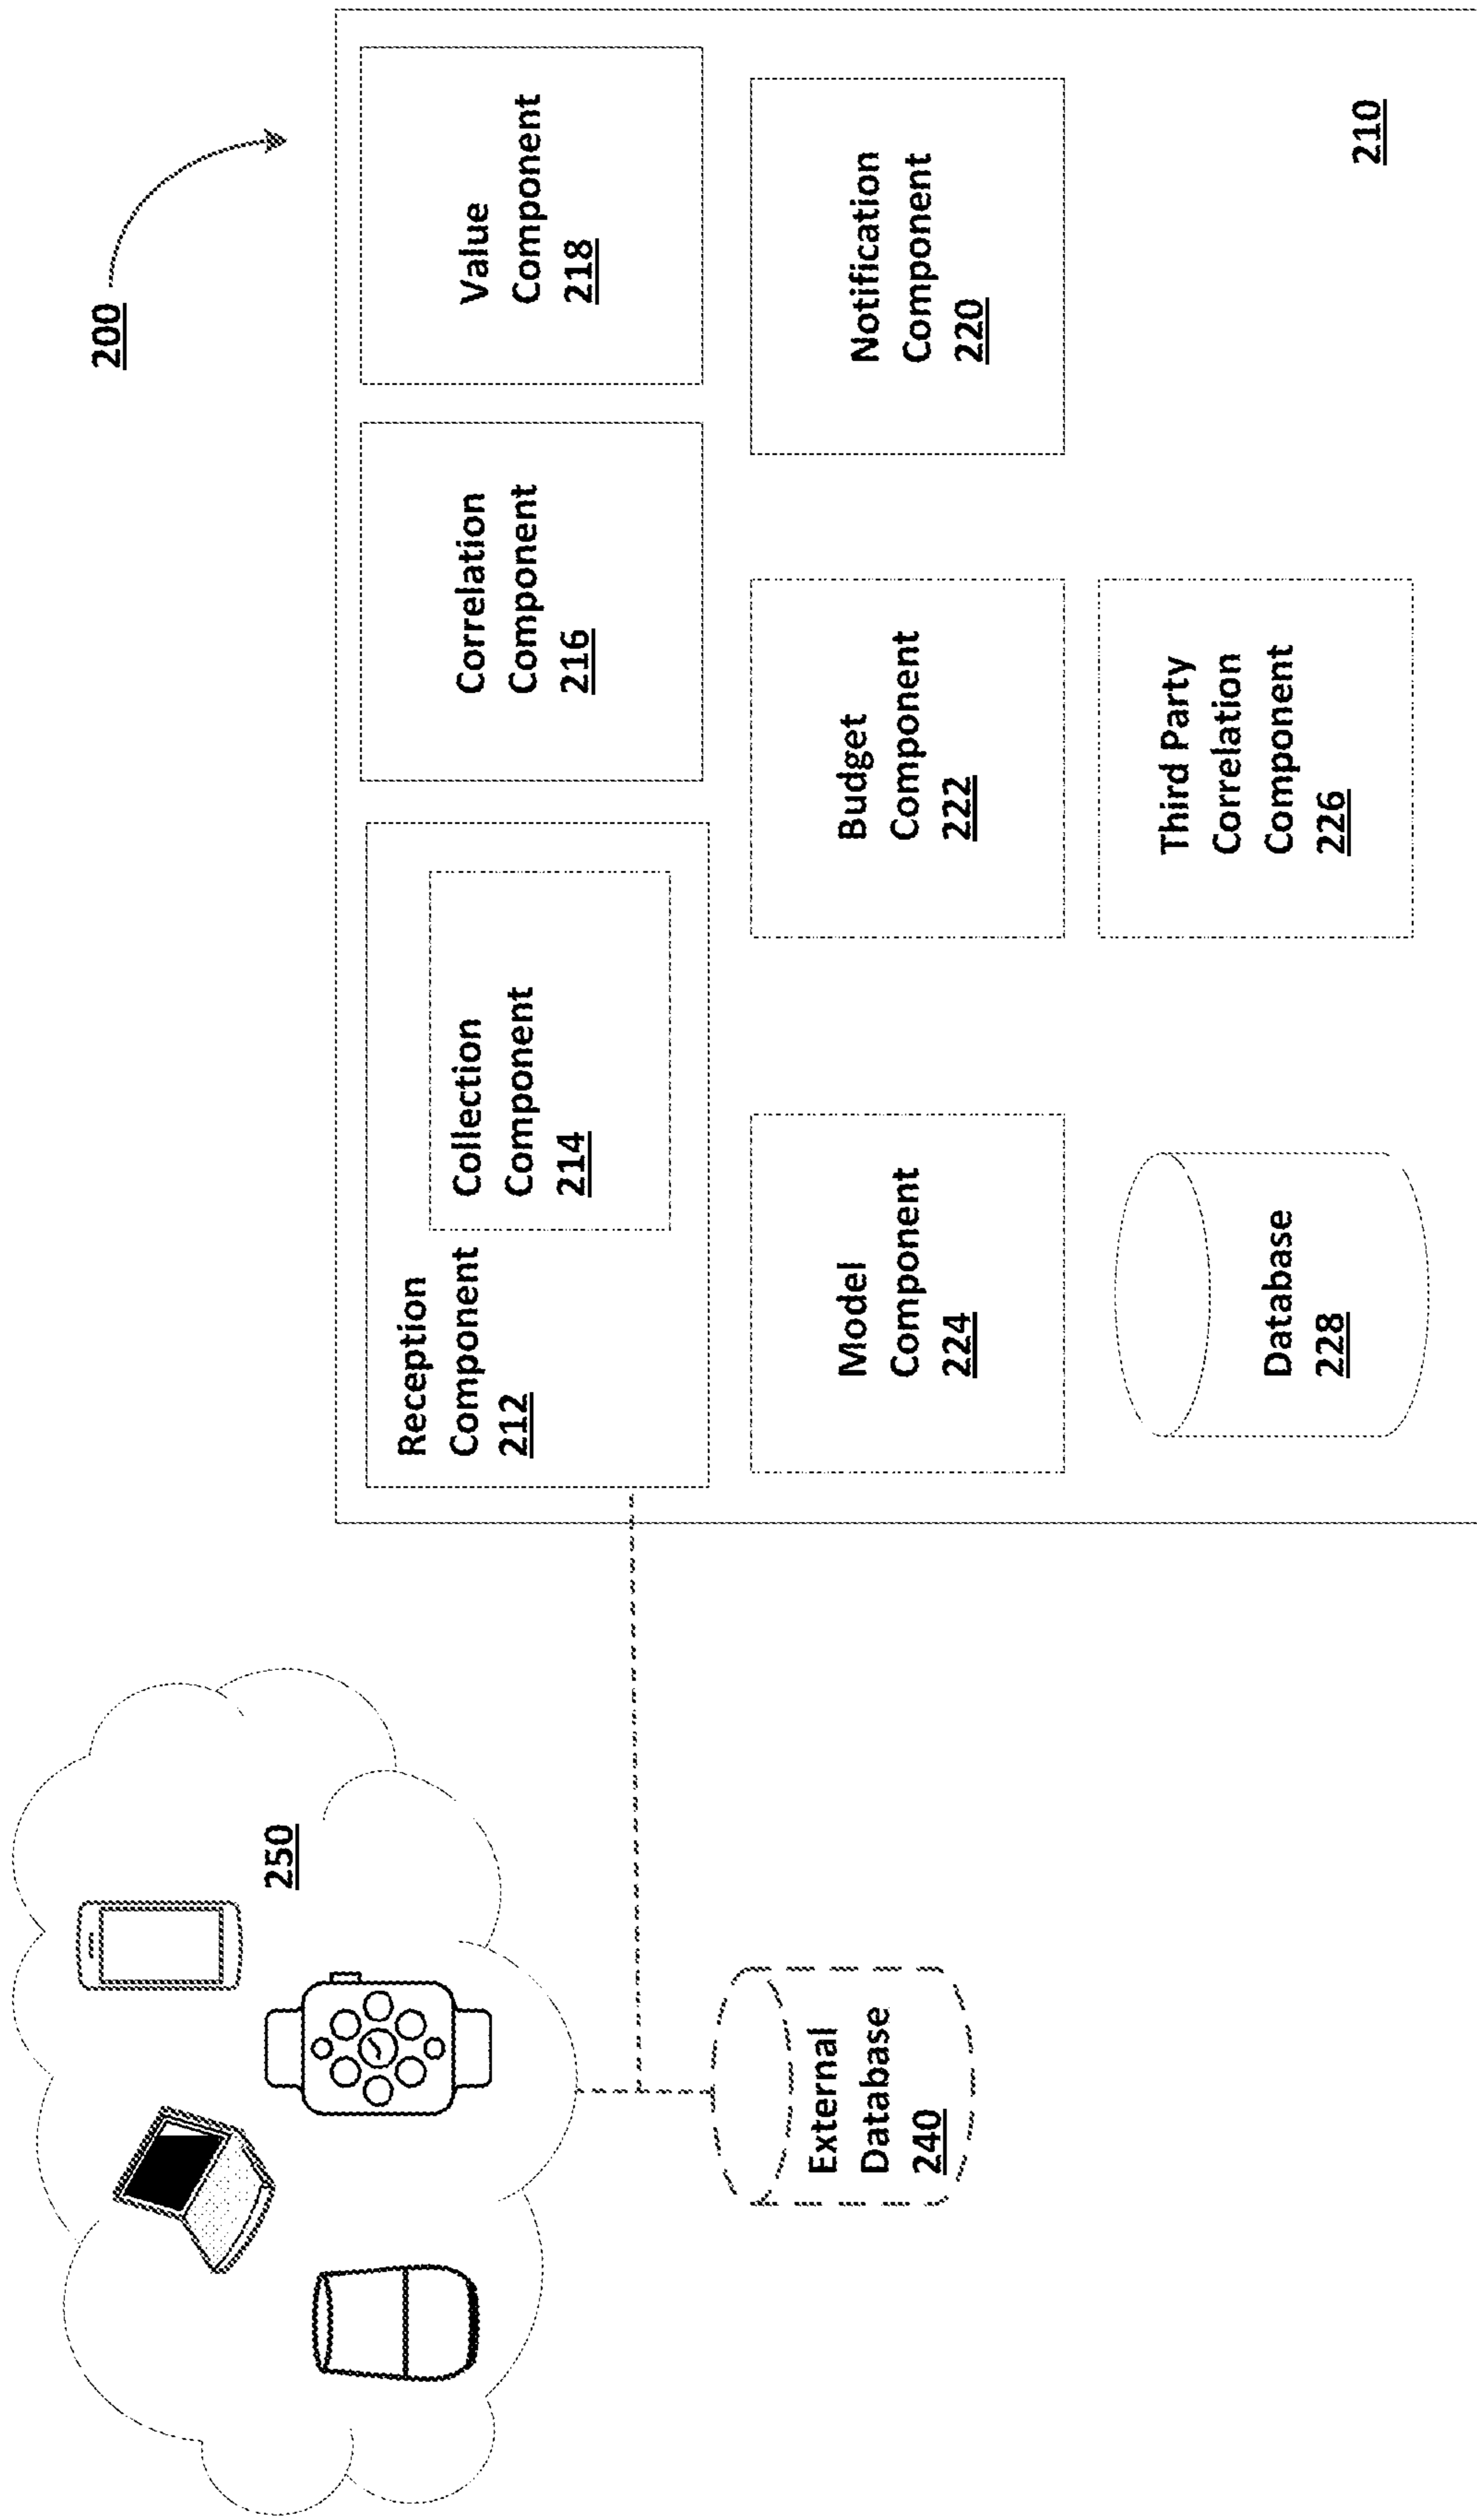 200
250
Reception
Component
212
Collection
Component
214
Correlation
Component
216
Value
Component
218
Model
Component
224
Budget
Component
222
Notification
Component
220
External
Database
240
Database
228
Third Party
Correlation
Component
226
210